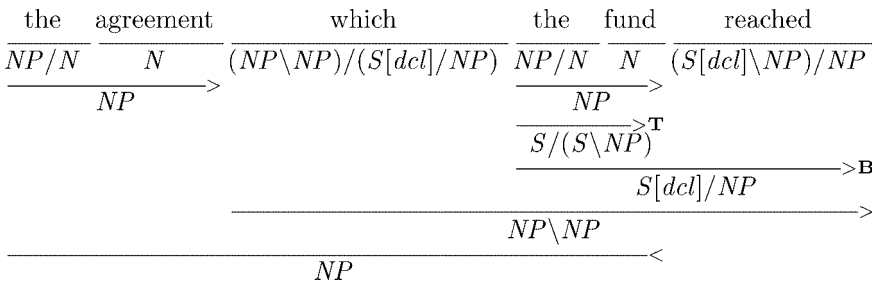 the agreement which the fund reached
NP/N N (NP\NP)/(S[dcl]/NP) NP/N N (S[dcl]\NP)/NP
> >
NP NP
>T
S/(S\NP)
>B
S[dcl]/NP
>
NP\NP
<
NP